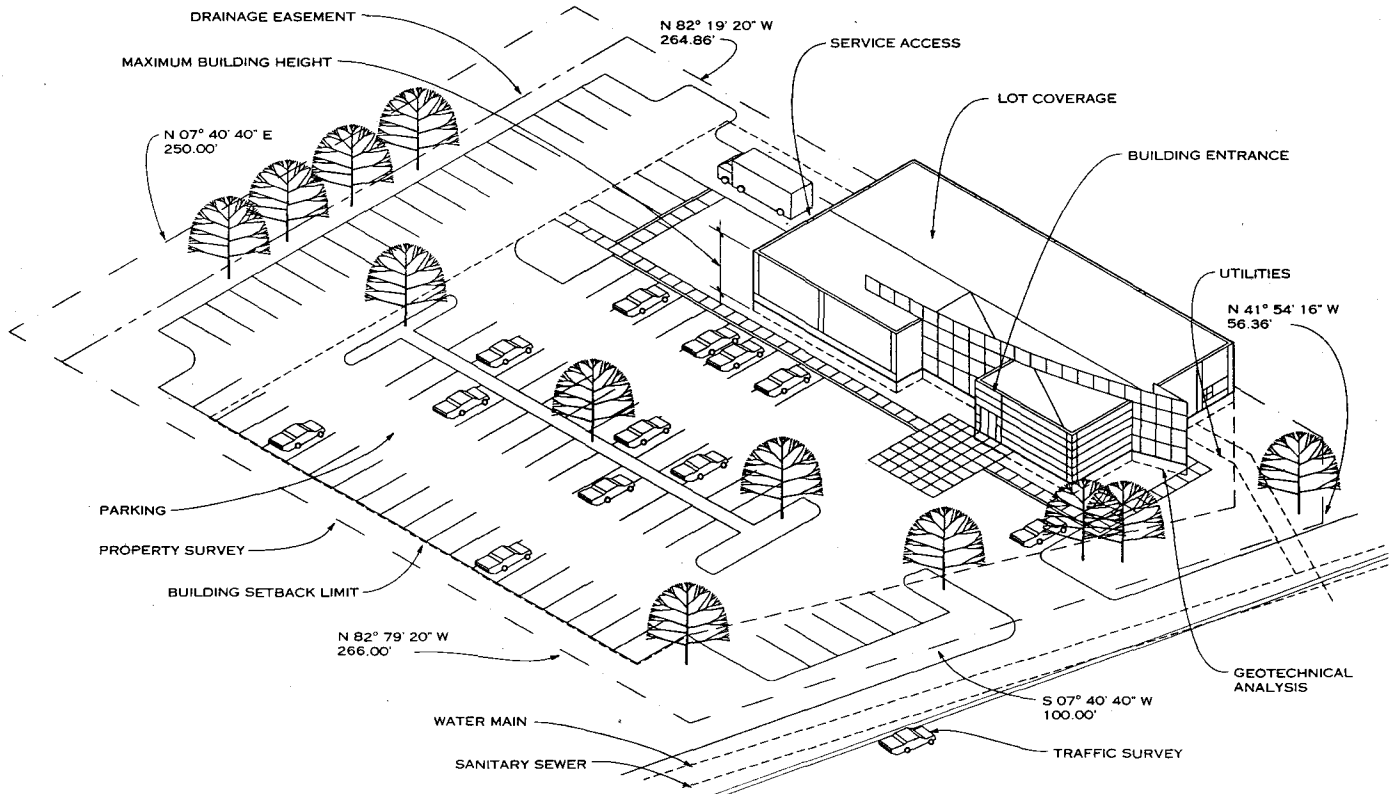 DRAINAGE EASEMENT
N 82° 19' 20" W
264.86'
SERVICE ACCESS
MAXIMUM BUILDING HEIGHT
LOT COVERAGE
N 07° 40' 40" E
250.00'
BUILDING ENTRANCE
UTILITIES
N 41° 54' 16" W
56.36'
PARKING
PROPERTY SURVEY
BUILDING SETBACK LIMIT
N 82° 79' 20" W
266.00'
GEOTECHNICAL
ANALYSIS
S 07° 40' 40" W
100.00'
WATER MAIN
TRAFFIC SURVEY
SANITARY SEWER